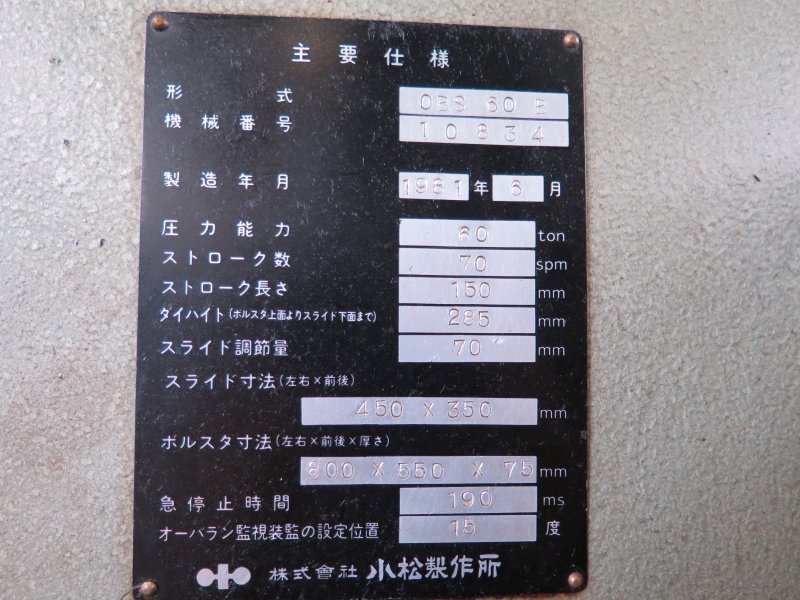 主要仕様
形式 OBS 60 B
機械番号 10834
製造年月 1981 年 6 月
圧力能力 60 ton
ストローク数 70 spm
ストローク長さ 150 mm
ダイハイト(ボルスタ上面よりスライド下面まで) 285 mm
スライド調節量 70 mm
スライド寸法(左右×前後)
450 X 350 mm
ボルスタ寸法(左右×前後×厚さ)
800 X 550 X 75 mm
急停止時間 190 ms
オーバラン監視装監の設定位置 15 度
株式會社 小松製作所